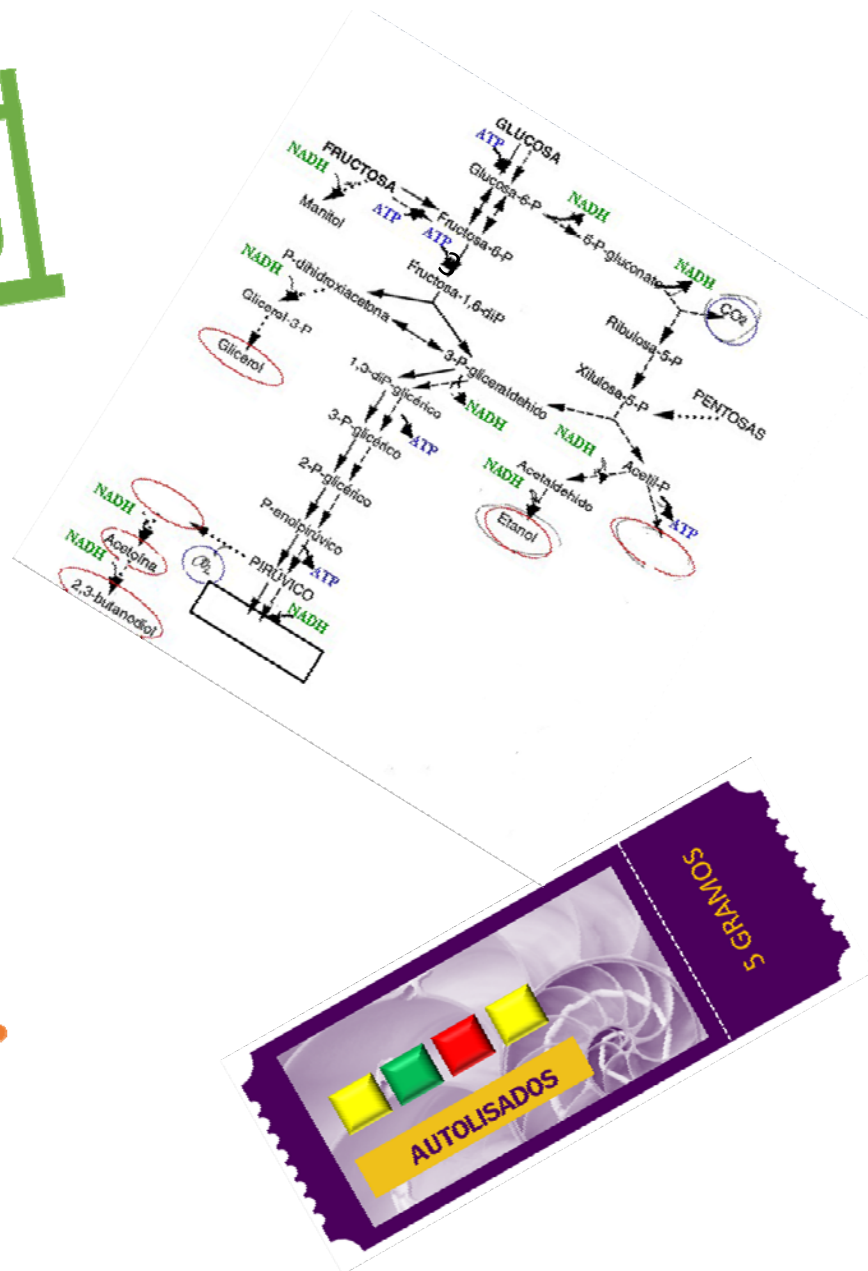 GLUCOSA
ATP
FRUCTOSA
NADH
Glucosa-6-P
NADH
Manitol
ATP
Fructosa-6-P
6-P-gluconato
NADH
ATP
P-dihidroxiacetona
NADH
Fructosa-1,6-diP
CO2
Glicerol-3-P
Ribulosa-5-P
Glicerol
3-P-gliceraldehido
Xilulosa-5-P
1,3-diP-glicérico
NADH
PENTOSAS
3-P-glicérico
ATP
NADH
Acetil-P
2-P-glicérico
NADH
Acetaldehido
Etanol
ATP
P-enolpirúvico
NADH
Acetoína
NADH
CO2
PIRÚVICO
ATP
2,3-butanodiol
NADH
5 GRAMOS
AUTOLISADOS